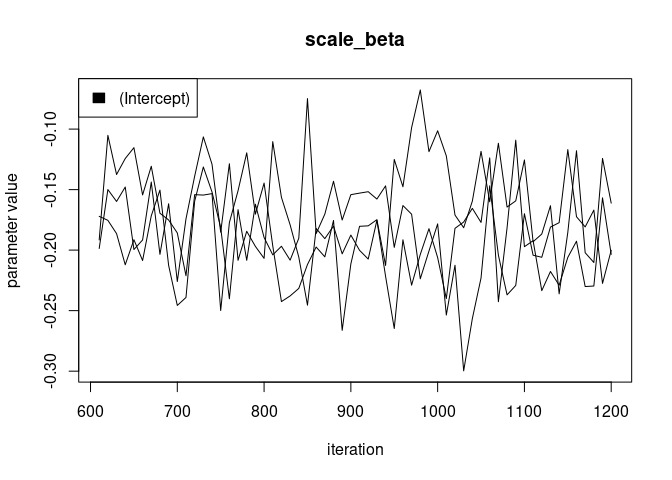 scale_beta
(Intercept)
-0.10
-0.15
-0.20
-0.25
-0.30
parameter value
600 700 800 900 1000 1100 1200
iteration